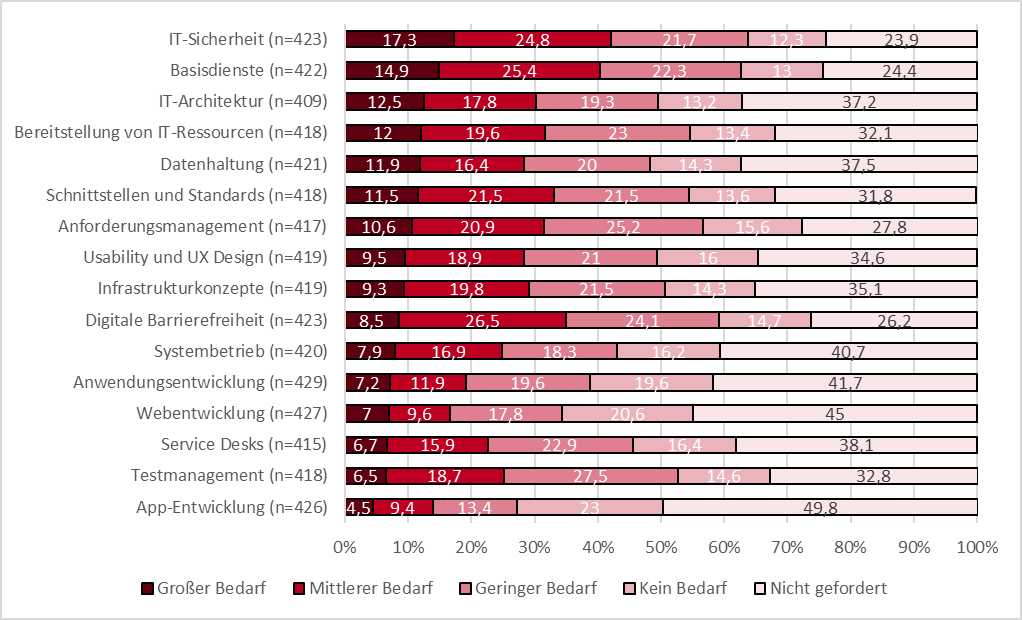 IT-Sicherheit (n=423) 17,3 24,8 21,7 12,3 23,9
Basisdienste (n=422) 14,9 25,4 22,3 13 24,4
IT-Architektur (n=409) 12,5 17,8 19,3 13,2 37,2
Bereitstellung von IT-Ressourcen (n=418) 12 19,6 23 13,4 32,1
Datenhaltung (n=421) 11,9 16,4 20 14,3 37,5
Schnittstellen und Standards (n=418) 11,5 21,5 21,5 13,6 31,8
Anforderungsmanagement (n=417) 10,6 20,9 25,2 15,6 27,8
Usability und UX Design (n=419) 9,5 18,9 21 16 34,6
Infrastrukturkonzepte (n=419) 9,3 19,8 21,5 14,3 35,1
Digitale Barrierefreiheit (n=423) 8,5 26,5 24,1 14,7 26,2
Systembetrieb (n=420) 7,9 16,9 18,3 16,2 40,7
Anwendungsentwicklung (n=429) 7,2 11,9 19,6 19,6 41,7
Webentwicklung (n=427) 7 9,6 17,8 20,6 45
Service Desks (n=415) 6,7 15,9 22,9 16,4 38,1
Testmanagement (n=418) 6,5 18,7 27,5 14,6 32,8
App-Entwicklung (n=426) 4,5 9,4 13,4 23 49,8
0% 10% 20% 30% 40% 50% 60% 70% 80% 90% 100%
Großer Bedarf Mittlerer Bedarf Geringer Bedarf Kein Bedarf Nicht gefordert